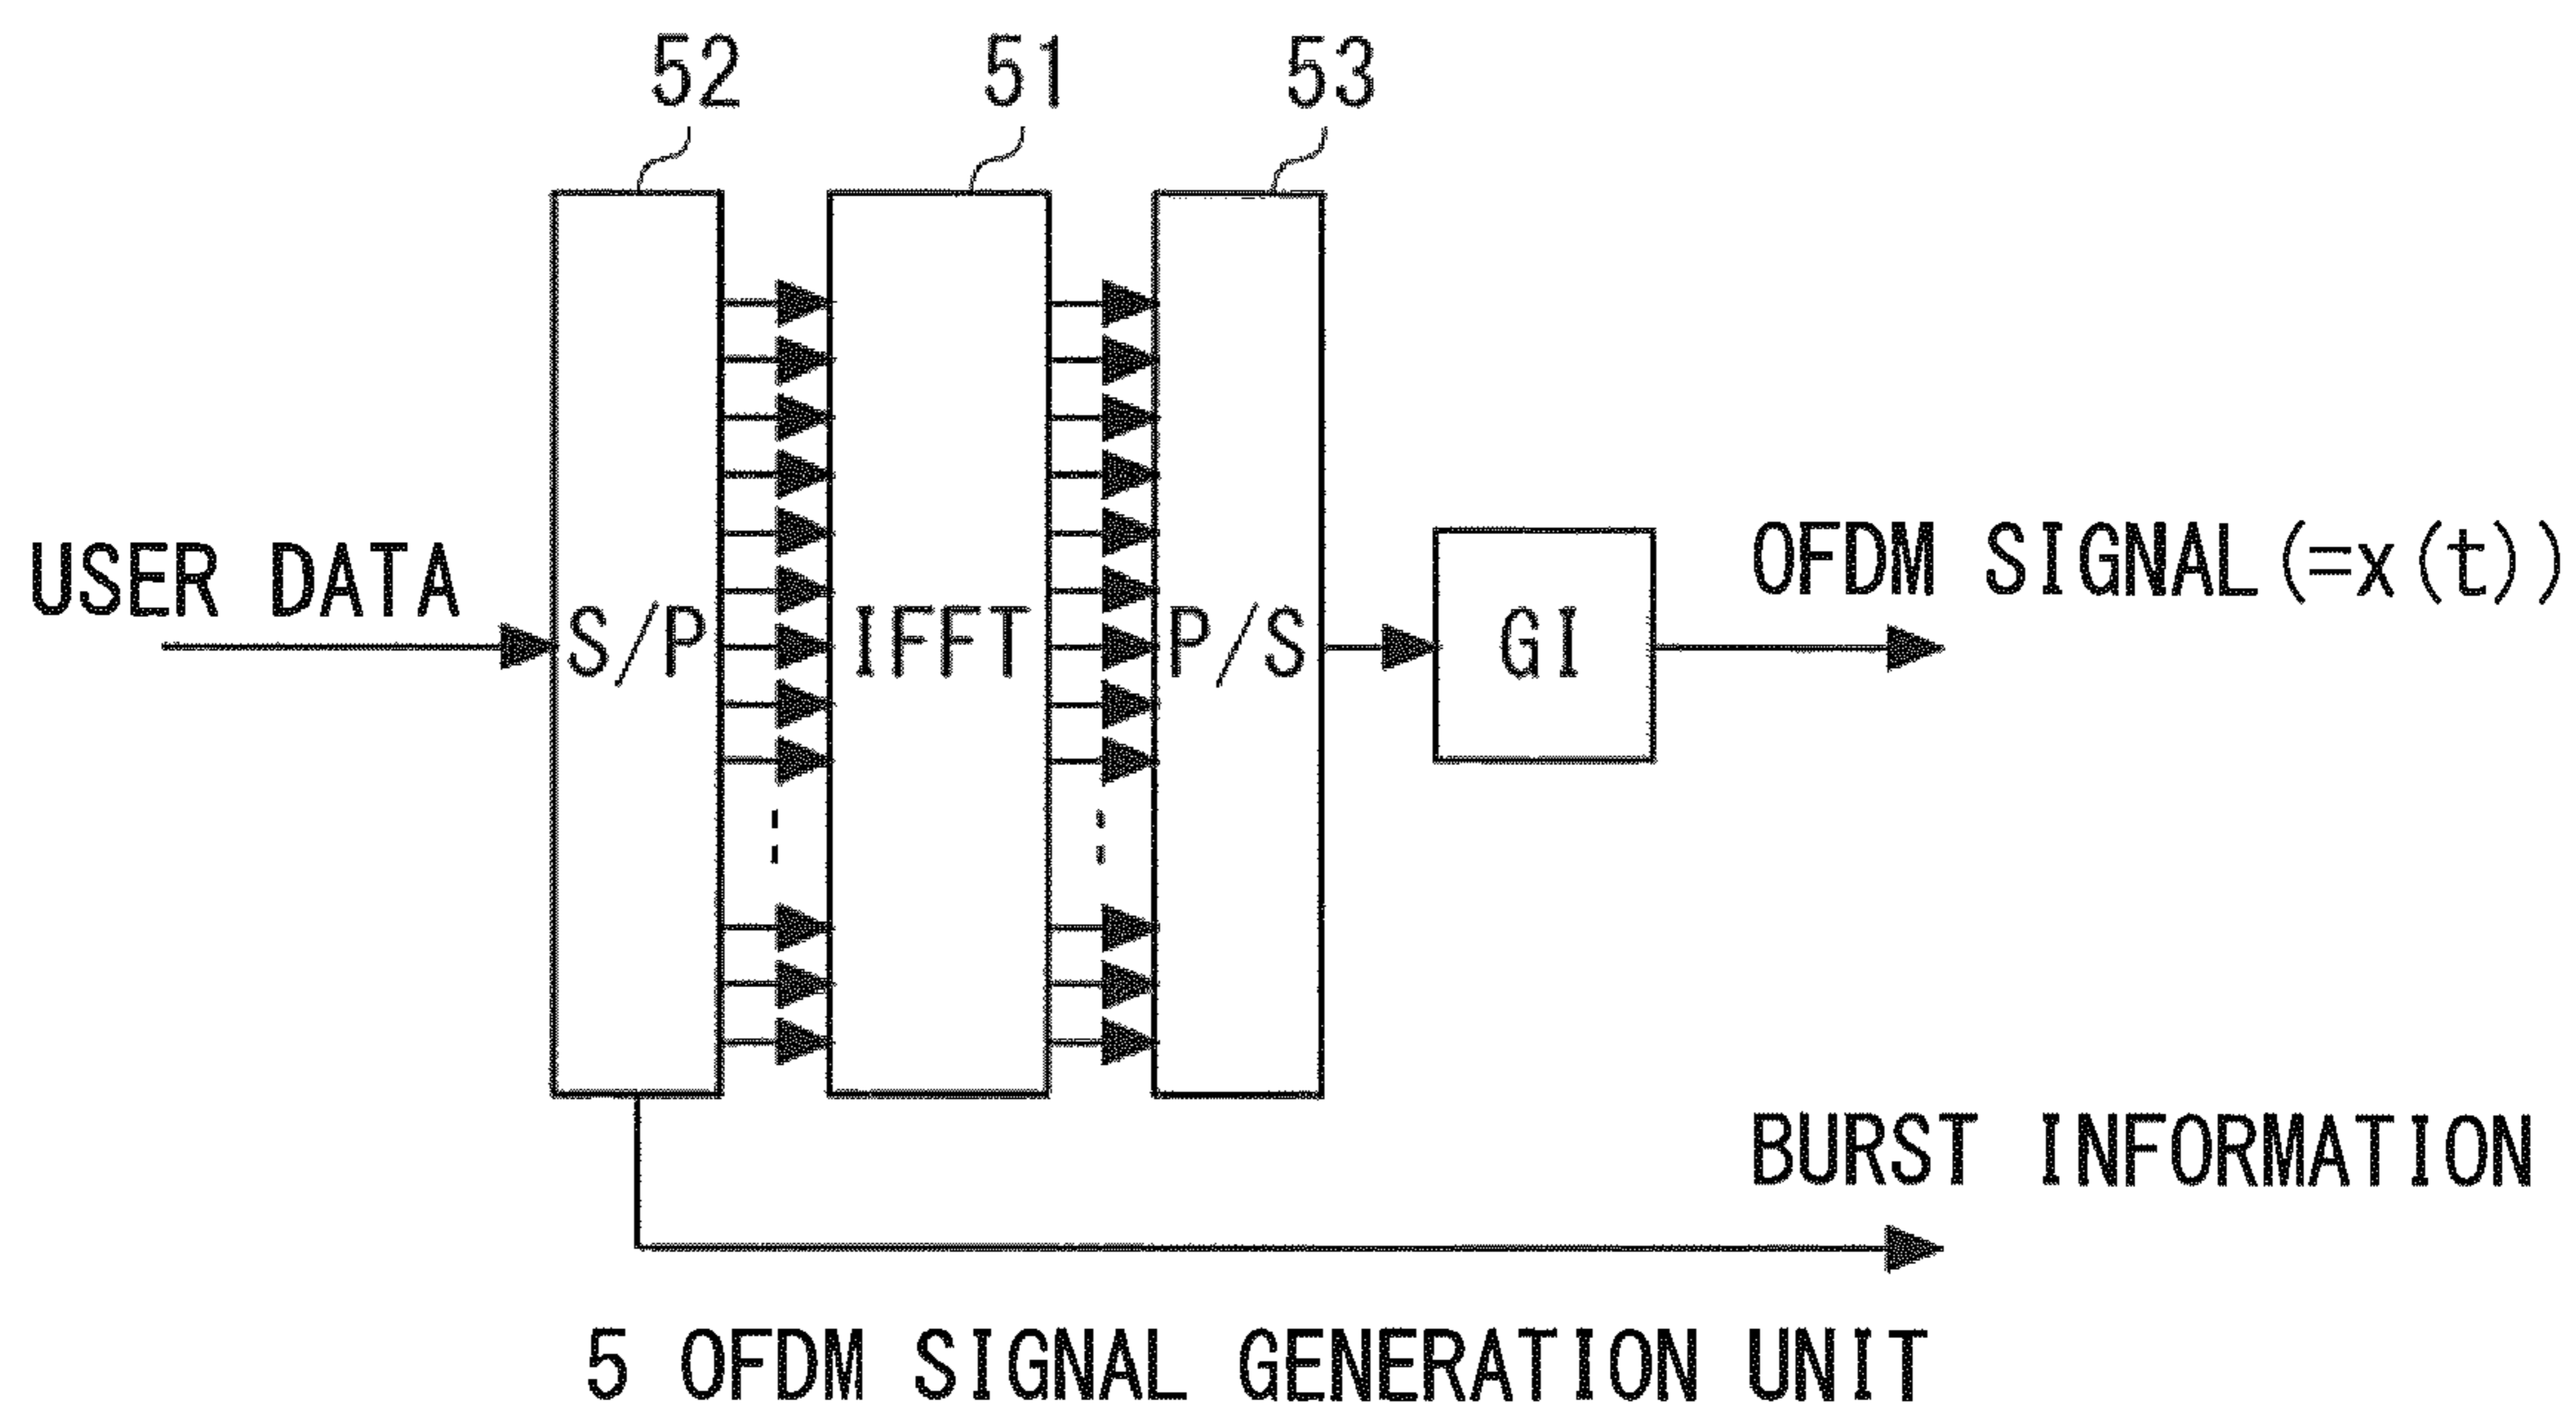 52 51 53
USER DATA
S/P IFFT P/S GI
OFDM SIGNAL(=x(t))
BURST INFORMATION
5 OFDM SIGNAL GENERATION UNIT